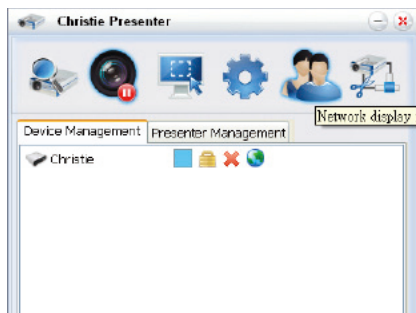 Christie Presenter
Network display
Device Management Presenter Management
Christie